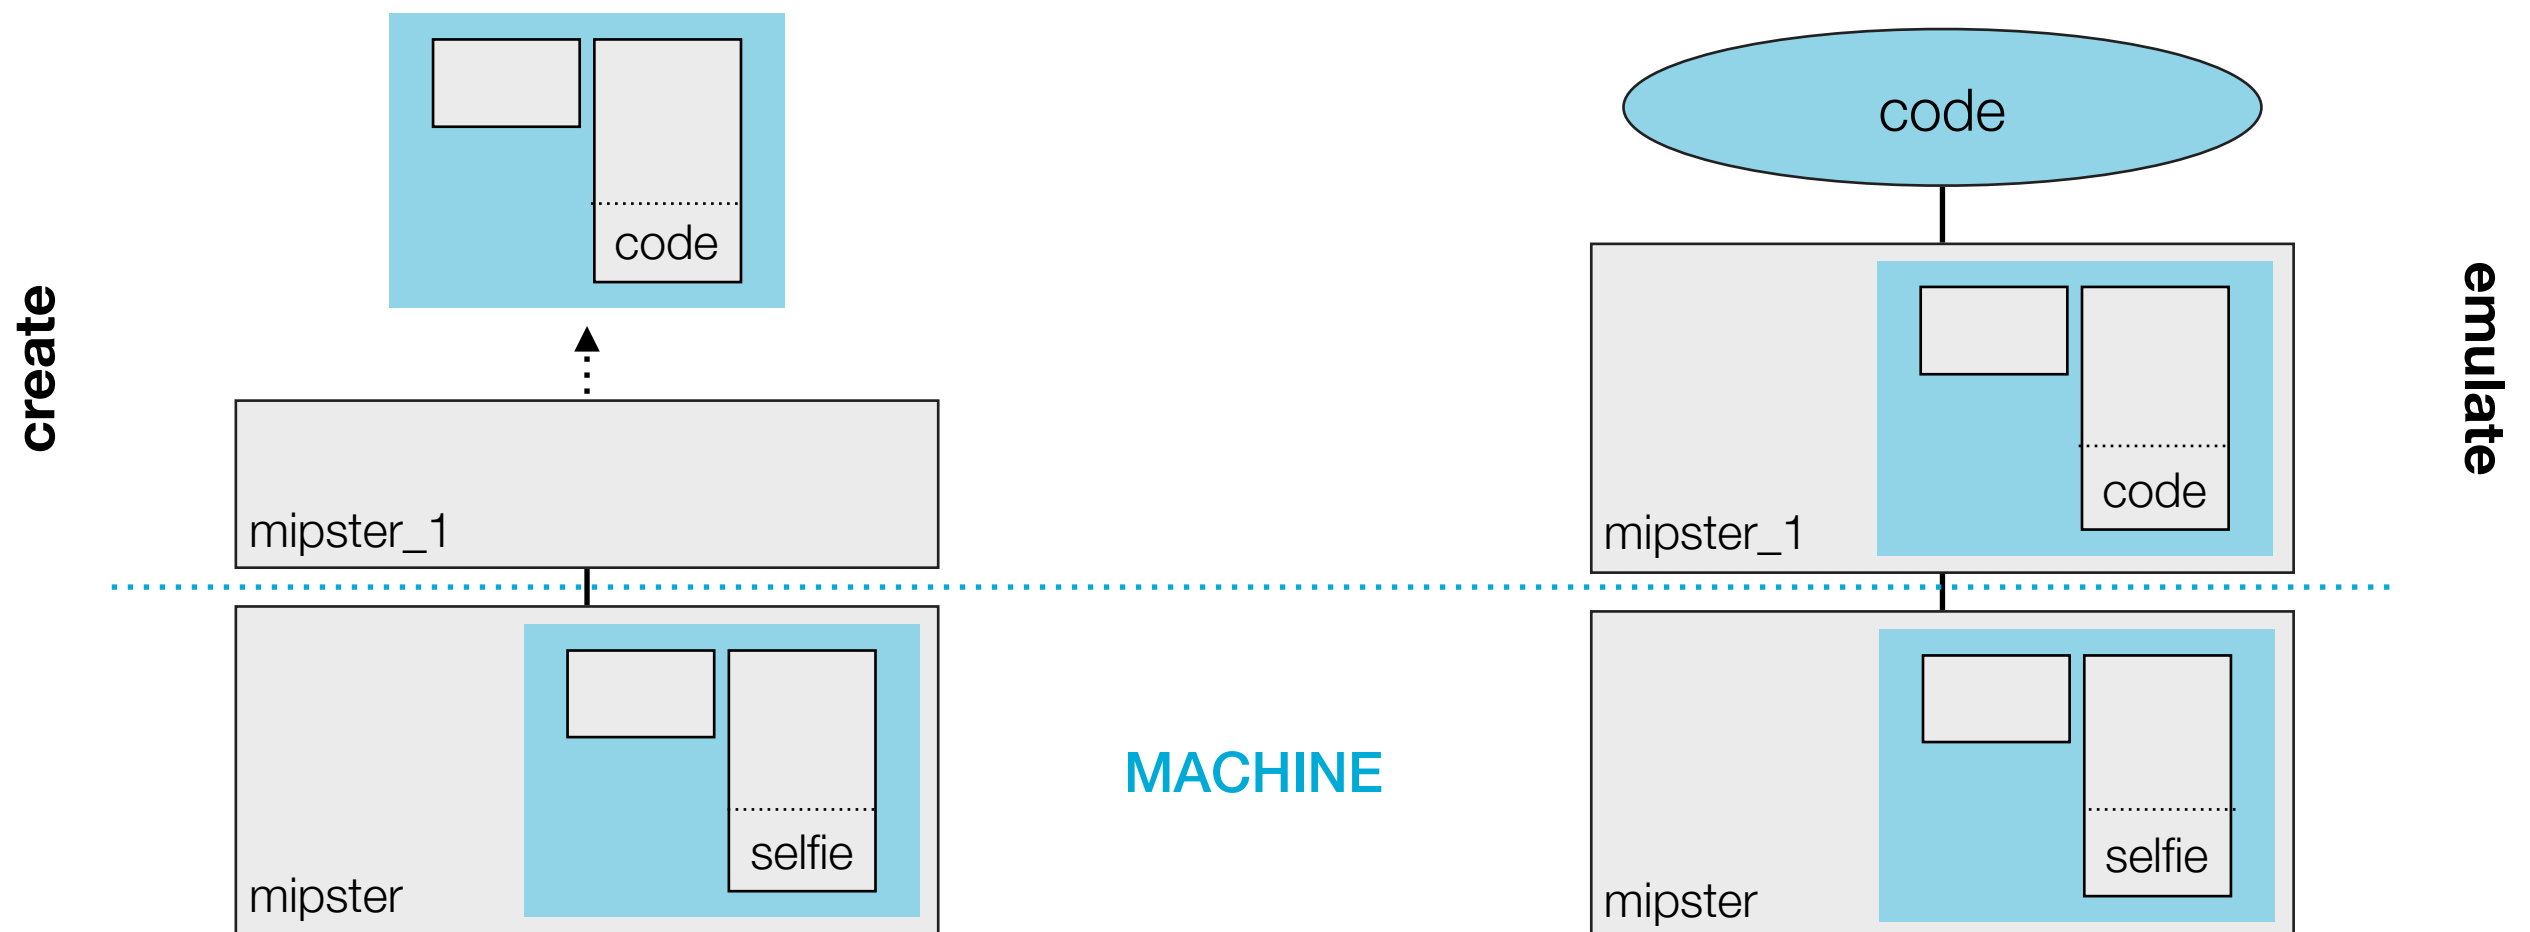 create
code
mipster_1
selfie
mipster
MACHINE
code
code
mipster_1
selfie
mipster
emulate